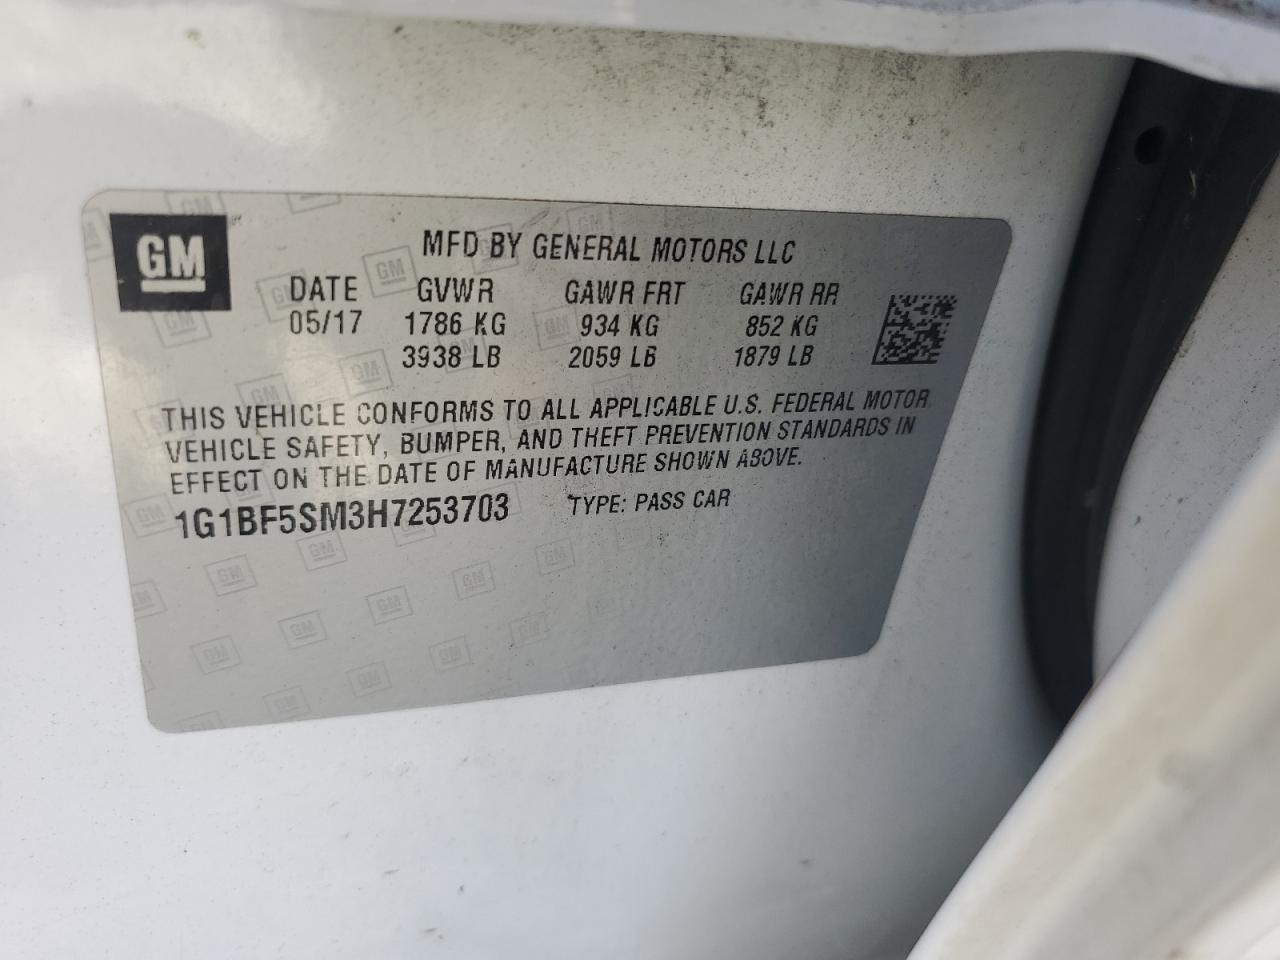 GM
MFD BY GENERAL MOTORS LLC
DATE GVWR GAWR FRT GAWR RR
05/17 1786 KG 934 KG 852 KG
3938 LB 2059 LB 1879 LB
THIS VEHICLE CONFORMS TO ALL APPLICABLE U.S. FEDERAL MOTOR
VEHICLE SAFETY, BUMPER, AND THEFT PREVENTION STANDARDS IN
EFFECT ON THE DATE OF MANUFACTURE SHOWN ABOVE.
1G1BF5SM3H7253703 TYPE: PASS CAR